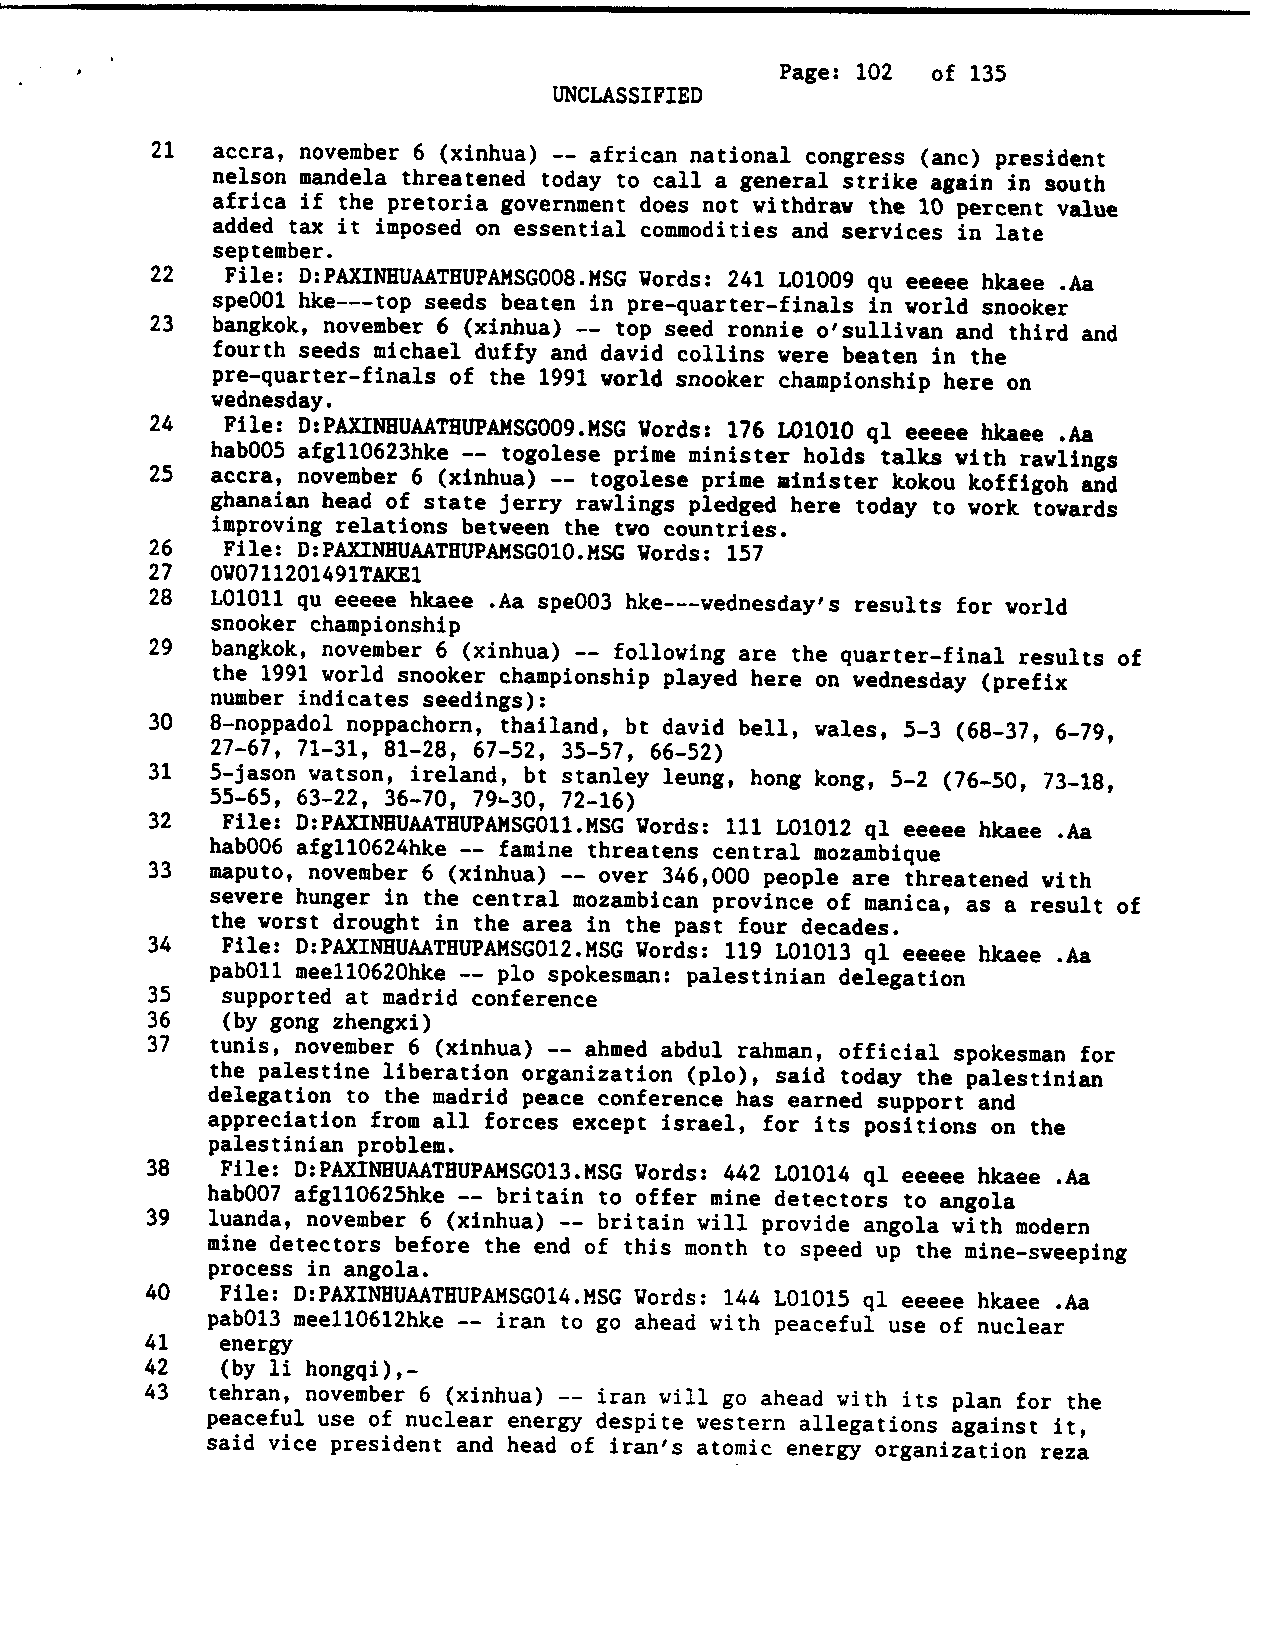 Page: 102 of 135
UNCLASSIFIED
21 accra, november 6 (xinhua) -- african national congress (anc) president
nelson mandela threatened today to call a general strike again in south
africa if the pretoria government does not withdraw the 10 percent value
added tax it imposed on essential commodities and services in late
september.
22 File: D:PAXINHUAATHUPAMSG008.MSG Words: 241 L01009 qu eeeee hkaee .Aa
spe001 hke---top seeds beaten in pre-quarter-finals in world snooker
23 bangkok, november 6 (xinhua) -- top seed ronnie o'sullivan and third and
fourth seeds michael duffy and david collins were beaten in the
pre-quarter-finals of the 1991 world snooker championship here on
wednesday.
24 File: D:PAXINHUAATHUPAMSG009.MSG Words: 176 L01010 ql eeeee hkaee .Aa
hab005 afg110623hke -- togolese prime minister holds talks with rawlings
25 accra, november 6 (xinhua) -- togolese prime minister kokou koffigoh and
ghanaian head of state jerry rawlings pledged here today to work towards
improving relations between the two countries.
26 File: D:PAXINHUAATHUPAMSG010.MSG Words: 157
27 OW0711201491TAKE1
28 L01011 qu eeeee hkaee .Aa spe003 hke---wednesday's results for world
snooker championship
29 bangkok, november 6 (xinhua) -- following are the quarter-final results of
the 1991 world snooker championship played here on wednesday (prefix
number indicates seedings):
30 8-noppadol noppachorn, thailand, bt david bell, wales, 5-3 (68-37, 6-79,
27-67, 71-31, 81-28, 67-52, 35-57, 66-52)
31 5-jason watson, ireland, bt stanley leung, hong kong, 5-2 (76-50, 73-18,
55-65, 63-22, 36-70, 79-30, 72-16)
32 File: D:PAXINHUAATHUPAMSG011.MSG Words: 111 L01012 ql eeeee hkaee .Aa
hab006 afg110624hke -- famine threatens central mozambique
33 maputo, november 6 (xinhua) -- over 346,000 people are threatened with
severe hunger in the central mozambican province of manica, as a result of
the worst drought in the area in the past four decades.
34 File: D:PAXINHUAATHUPAMSG012.MSG Words: 119 L01013 ql eeeee hkaee .Aa
pab011 mee110620hke -- plo spokesman: palestinian delegation
35 supported at madrid conference
36 (by gong zhengxi)
37 tunis, november 6 (xinhua) -- ahmed abdul rahman, official spokesman for
the palestine liberation organization (plo), said today the palestinian
delegation to the madrid peace conference has earned support and
appreciation from all forces except israel, for its positions on the
palestinian problem.
38 File: D:PAXINHUAATHUPAMSG013.MSG Words: 442 L01014 ql eeeee hkaee .Aa
hab007 afg110625hke -- britain to offer mine detectors to angola
39 luanda, november 6 (xinhua) -- britain will provide angola with modern
mine detectors before the end of this month to speed up the mine-sweeping
process in angola.
40 File: D:PAXINHUAATHUPAMSG014.MSG Words: 144 L01015 ql eeeee hkaee .Aa
pab013 mee110612hke -- iran to go ahead with peaceful use of nuclear
41 energy
42 (by li hongqi),-
43 tehran, november 6 (xinhua) -- iran will go ahead with its plan for the
peaceful use of nuclear energy despite western allegations against it,
said vice president and head of iran's atomic energy organization reza